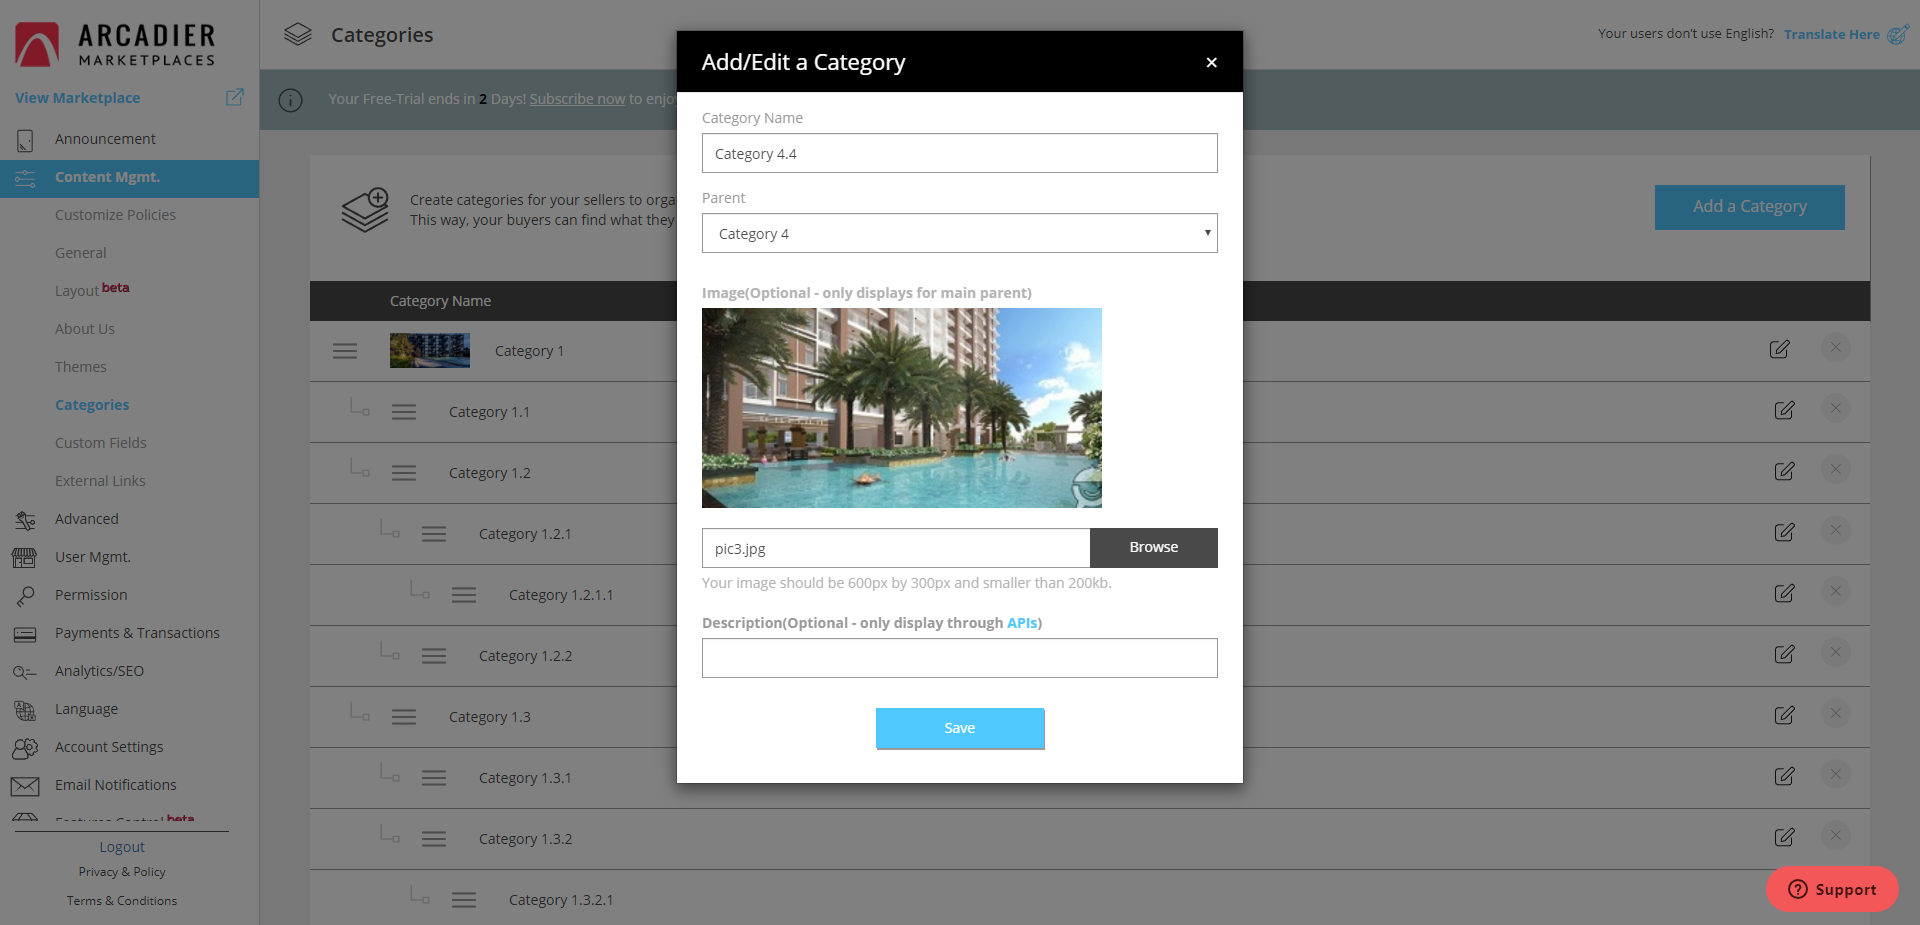 ARCADIER
MARKETPLACES
View Marketplace
Announcement
Content Mgmt.
Customize Policies
General
Layout beta
About Us
Themes
Categories
Custom Fields
External Links
Advanced
User Mgmt.
Permission
Payments & Transactions
Analytics/SEO
Language
Account Settings
Email Notifications
Features Control beta
Logout
Privacy & Policy
Terms & Conditions
Categories
Your users don't use English? Translate Here
Your Free-Trial ends in 2 Days! Subscribe now to enjoy
Create categories for your sellers to orga
This way, your buyers can find what they
Add a Category
Category Name
Category 1
Category 1.1
Category 1.2
Category 1.2.1
Category 1.2.1.1
Category 1.2.2
Category 1.3
Category 1.3.1
Category 1.3.2
Category 1.3.2.1
Add/Edit a Category
Category Name
Category 4.4
Parent
Category 4
Image(Optional - only displays for main parent)
pic3.jpg
Browse
Your image should be 600px by 300px and smaller than 200kb.
Description(Optional - only display through APIs)
Save
Support